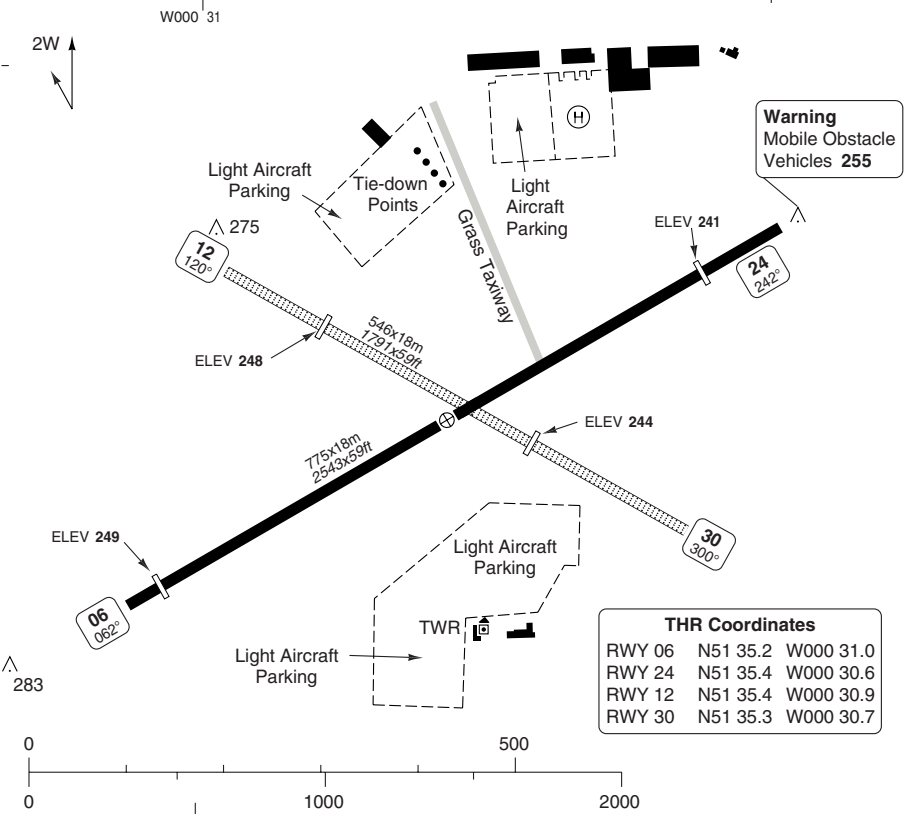 W000 31
2W
Warning
Mobile Obstacle
Vehicles 255
H
Light Aircraft
Parking
Tie-down
Points
Light
Aircraft
Parking
Grass Taxiway
ELEV 241
275
12
120°
24
242°
546x18m
1791x59ft
ELEV 248
ELEV 244
775x18m
2543x59ft
ELEV 249
30
300°
Light Aircraft
Parking
06
062°
TWR
Light Aircraft
Parking
283
THR Coordinates
RWY 06 N51 35.2 W000 31.0
RWY 24 N51 35.4 W000 30.6
RWY 12 N51 35.4 W000 30.9
RWY 30 N51 35.3 W000 30.7
0 500
0 1000 2000